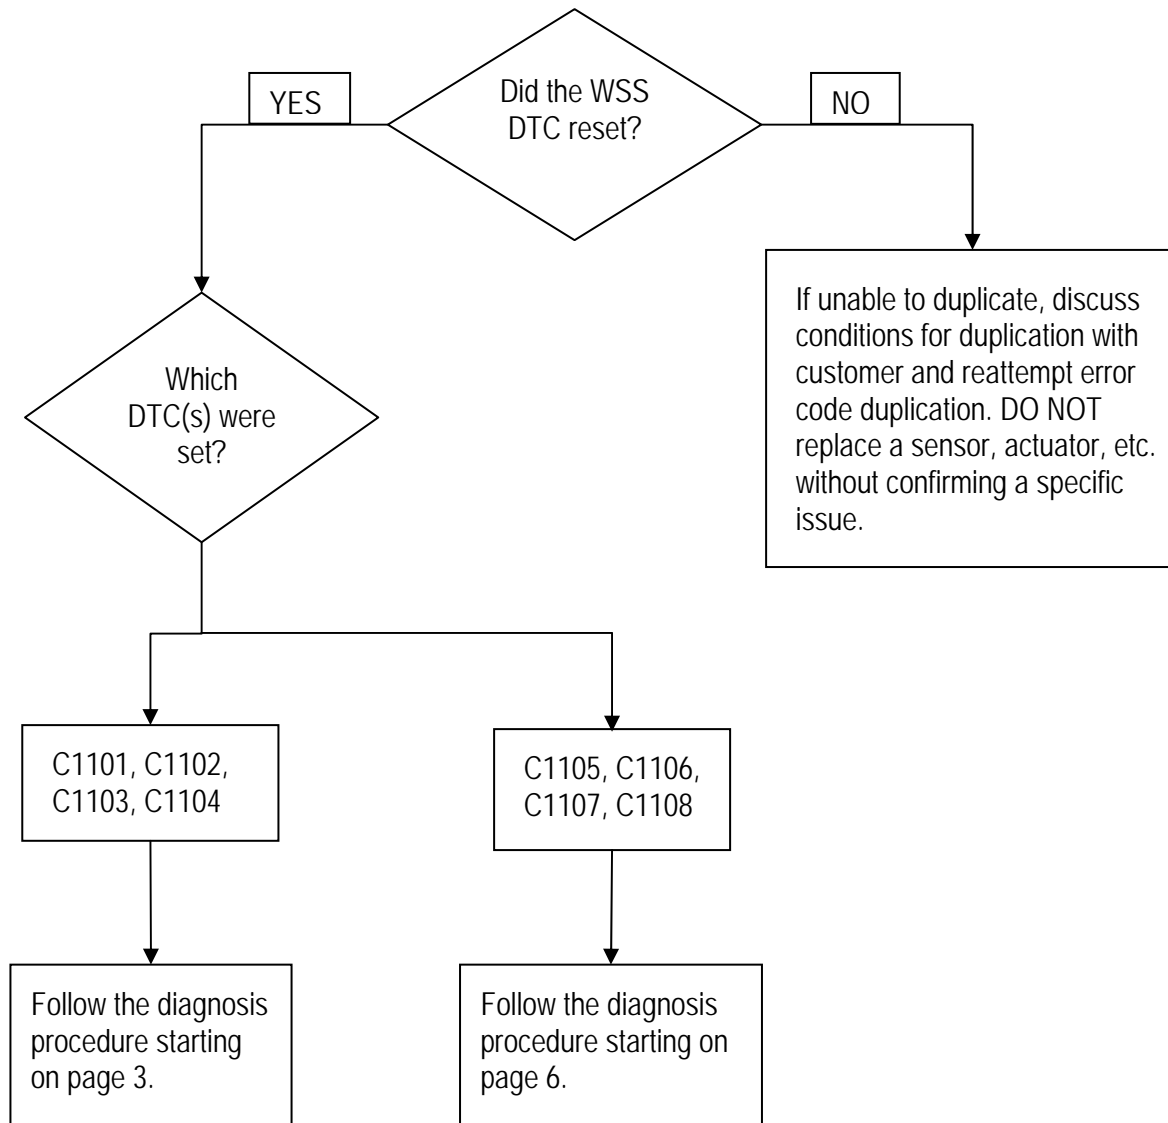 Did the WSS
DTC reset?
YES
NO
If unable to duplicate, discuss
conditions for duplication with
customer and reattempt error
code duplication. DO NOT
replace a sensor, actuator, etc.
without confirming a specific
issue.
Which
DTC(s) were
set?
C1101, C1102,
C1103, C1104
C1105, C1106,
C1107, C1108
Follow the diagnosis
procedure starting
on page 3.
Follow the diagnosis
procedure starting on
page 6.